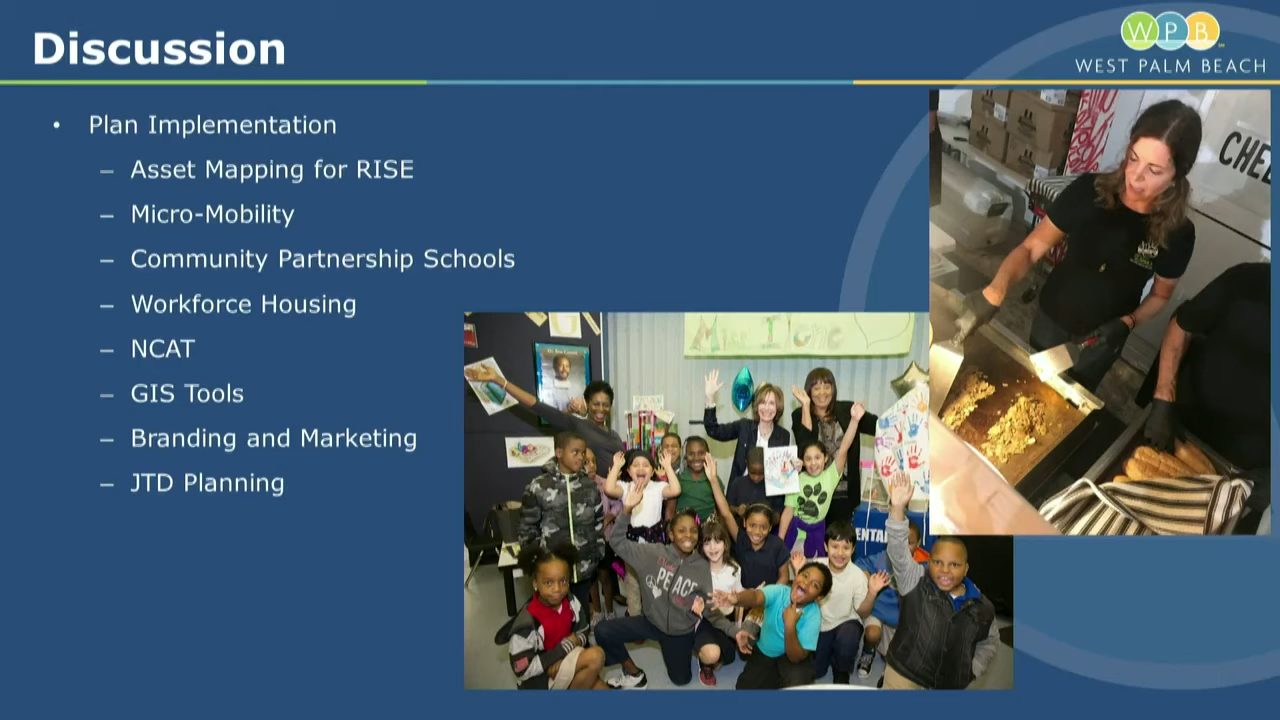 Discussion
WPB
WEST PALM BEACH
• Plan Implementation
– Asset Mapping for RISE
– Micro-Mobility
– Community Partnership Schools
– Workforce Housing
– NCAT
– GIS Tools
– Branding and Marketing
– JTD Planning
PEACE